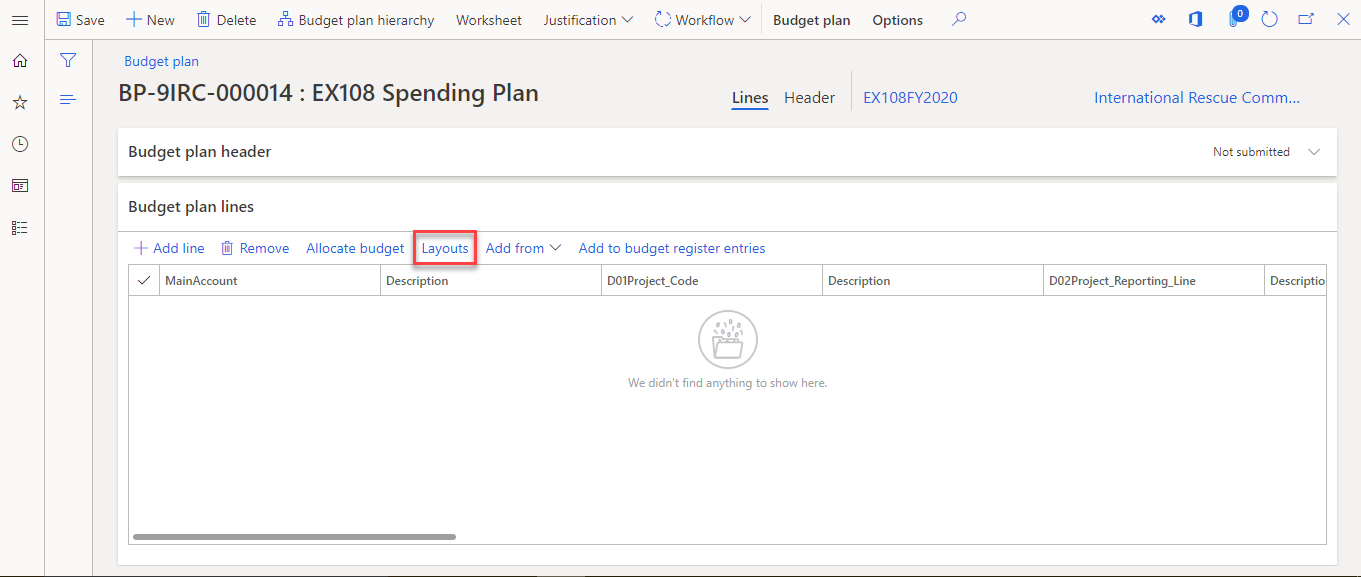 Save New Delete Budget plan hierarchy Worksheet Justification Workflow Budget plan Options 0
Budget plan
BP-9IRC-000014 : EX108 Spending Plan Lines Header EX108FY2020 International Rescue Comm...
Budget plan header Not submitted
Budget plan lines
Add line Remove Allocate budget Layouts Add from Add to budget register entries
MainAccount Description D01Project_Code Description D02Project_Reporting_Line Descriptio
We didn't find anything to show here.